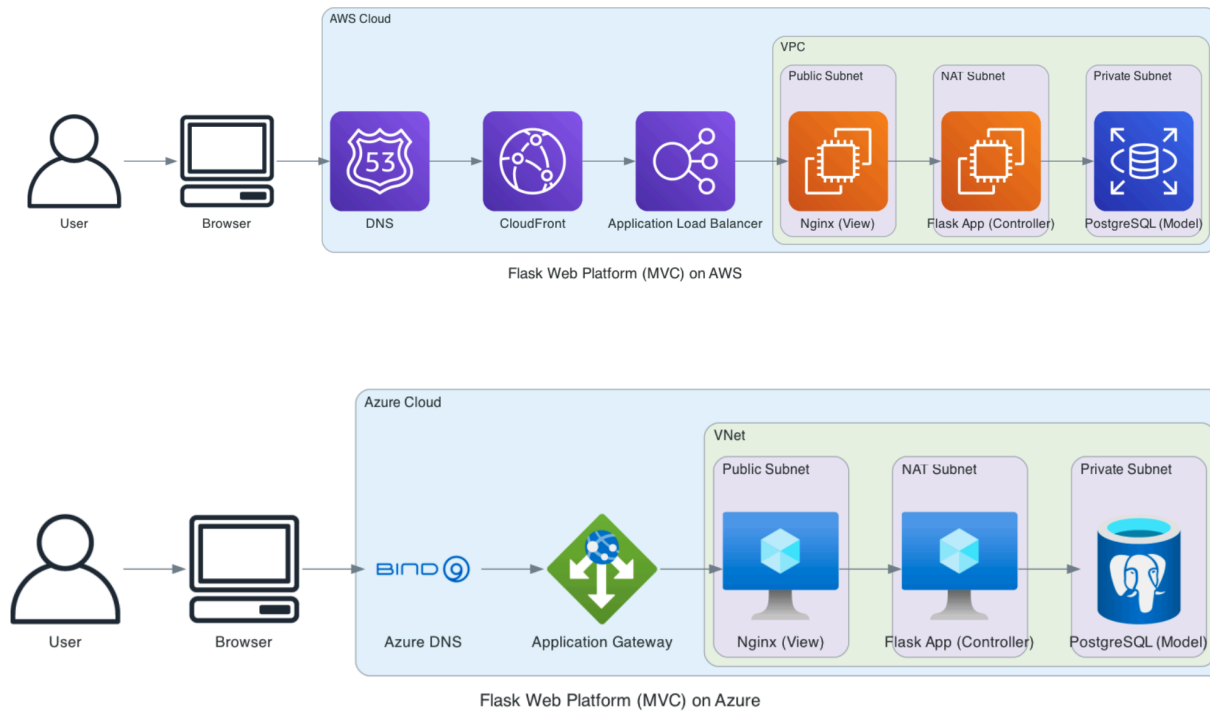 AWS Cloud
VPC
Public Subnet
NAT Subnet
Private Subnet
53
User
Browser
DNS
CloudFront
Application Load Balancer
Nginx (View)
Flask App (Controller)
PostgreSQL (Model)
Flask Web Platform (MVC) on AWS
Azure Cloud
VNet
Public Subnet
NAT Subnet
Private Subnet
BIND 9
User
Browser
Azure DNS
Application Gateway
Nginx (View)
Flask App (Controller)
PostgreSQL (Model)
Flask Web Platform (MVC) on Azure